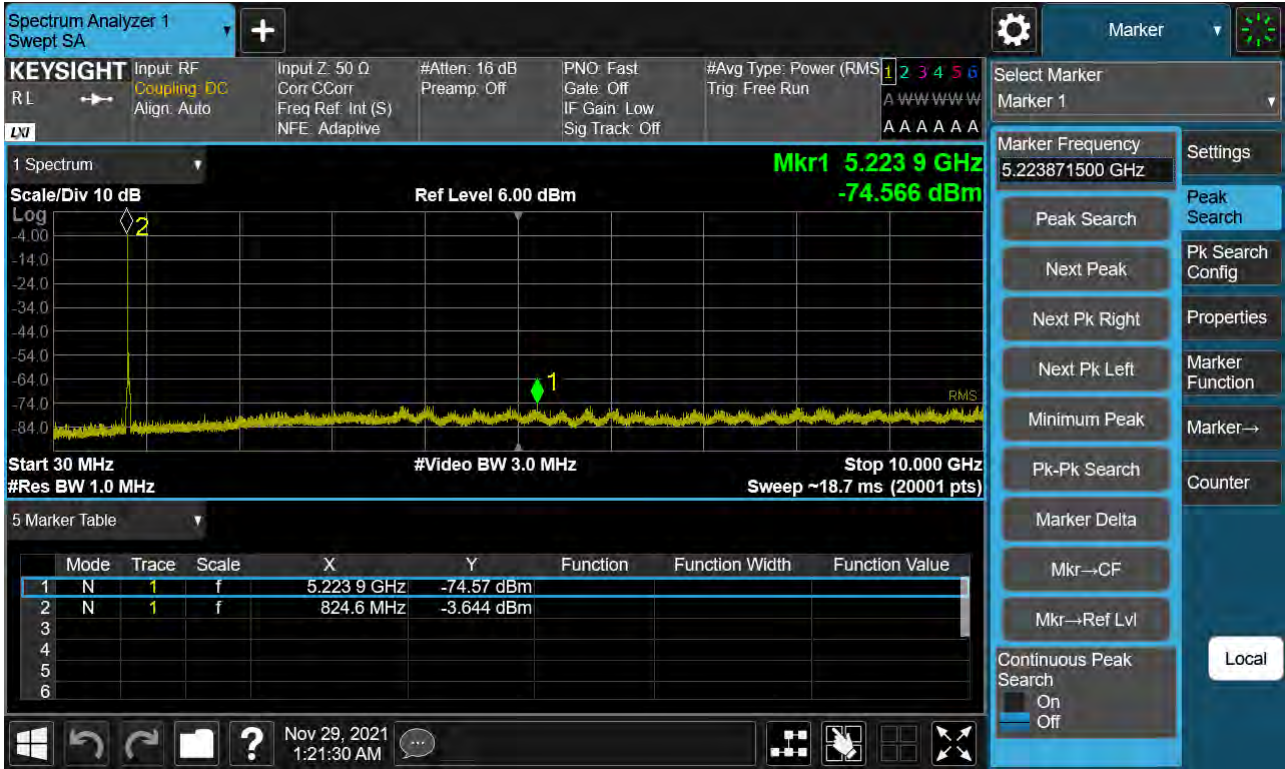 Spectrum Analyzer 1
Swept SA
Marker
KEYSIGHT
RL
LXI
Input: RF
Coupling: DC
Align: Auto
Input Z: 50 Ω
Corr CCorr
Freq Ref: Int (S)
NFE: Adaptive
#Atten: 16 dB
Preamp: Off
PNO: Fast
Gate: Off
IF Gain: Low
Sig Track: Off
#Avg Type: Power (RMS
Trig: Free Run
1 2 3 4 5 6
A W W W W W
A A A A A A
Select Marker
Marker 1
1 Spectrum
Scale/Div 10 dB
Ref Level 6.00 dBm
Mkr1 5.223 9 GHz
-74.566 dBm
Log
-4.00
-14.0
-24.0
-34.0
-44.0
-54.0
-64.0
-74.0
-84.0
2
1
RMS
Start 30 MHz
#Video BW 3.0 MHz
Stop 10.000 GHz
#Res BW 1.0 MHz
Sweep ~18.7 ms (20001 pts)
5 Marker Table
Mode Trace Scale X Y Function Function Width Function Value
1 N 1 f 5.223 9 GHz -74.57 dBm
2 N 1 f 824.6 MHz -3.644 dBm
3
4
5
6
Nov 29, 2021
1:21:30 AM
Marker Frequency
5.223871500 GHz
Peak Search
Next Peak
Next Pk Right
Next Pk Left
Minimum Peak
Pk-Pk Search
Marker Delta
Mkr→CF
Mkr→Ref Lvl
Continuous Peak
Search
On
Off
Settings
Peak
Search
Pk Search
Config
Properties
Marker
Function
Marker→
Counter
Local